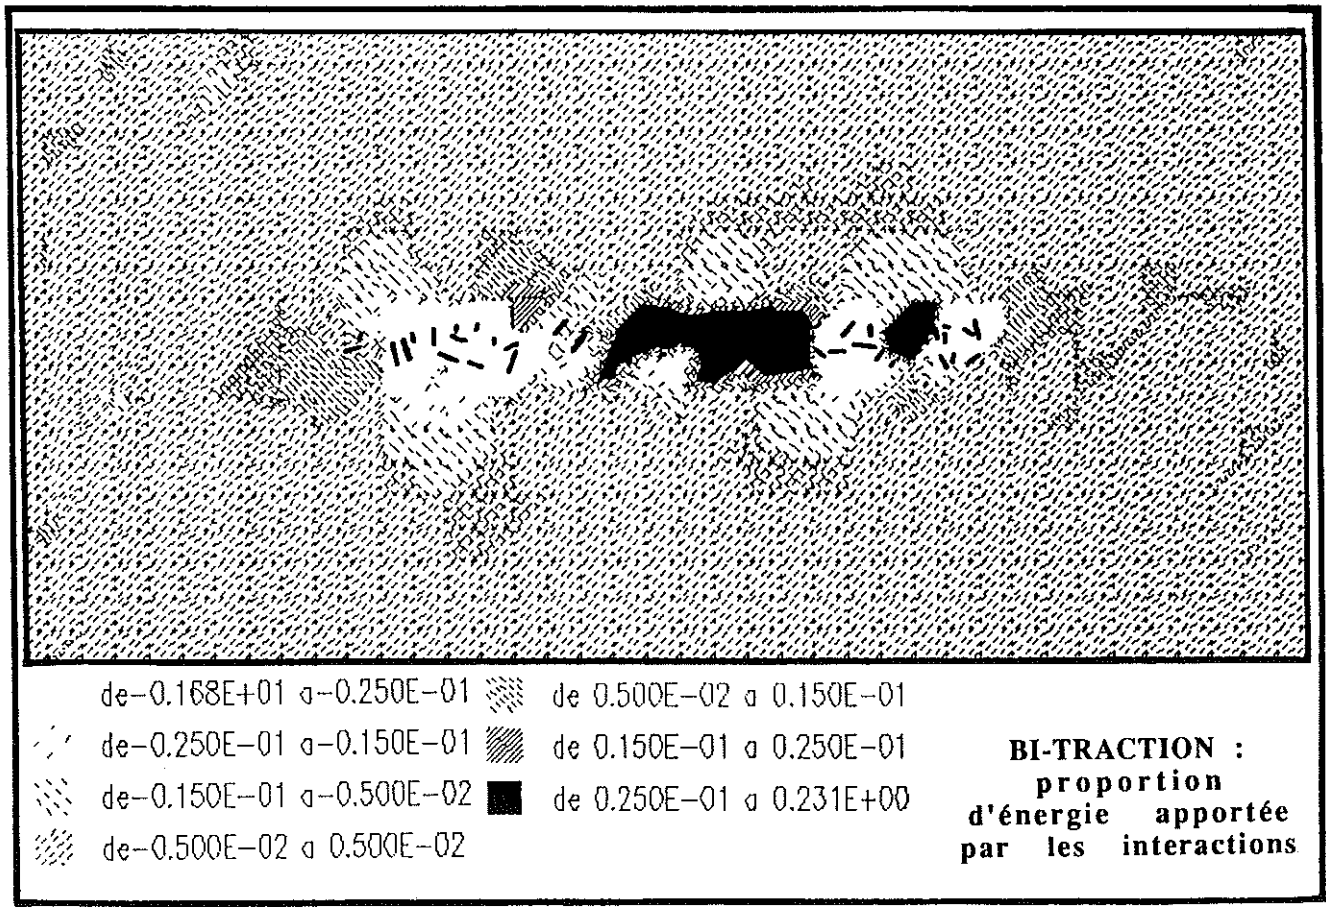 de-0.168E+01 a-0.250E-01
de-0.250E-01 a-0.150E-01
de-0.150E-01 a-0.500E-02
de-0.500E-02 a 0.500E-02
de 0.500E-02 a 0.150E-01
de 0.150E-01 a 0.250E-01
de 0.250E-01 a 0.231E+00
BI-TRACTION :
proportion
d'énergie apportée
par les interactions